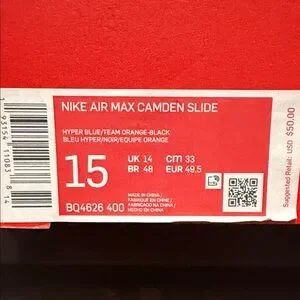 NIKE AIR MAX CAMDEN SLIDE
HYPER BLUE/TEAM ORANGE-BLACK
BLEU HYPER/NOIR/EQUIPE ORANGE
15
UK 14
CM 33
BR 48
EUR 49.5
BQ4626 400
MADE IN CHINA /
FABRIQUÉ EN CHINE /
FABRICADO NA CHINA /
HECHO EN CHINA
Suggested Retail: USD $50.00